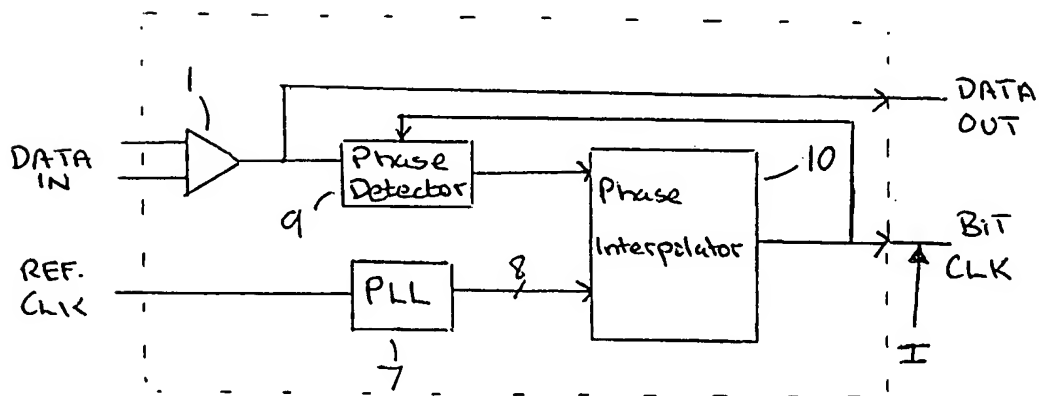 1
DATA
IN
DATA
OUT
Phase
Detector
9
10
Phase
Interpolator
BIT
CLK
REF.
CLK
PLL
8
7
I